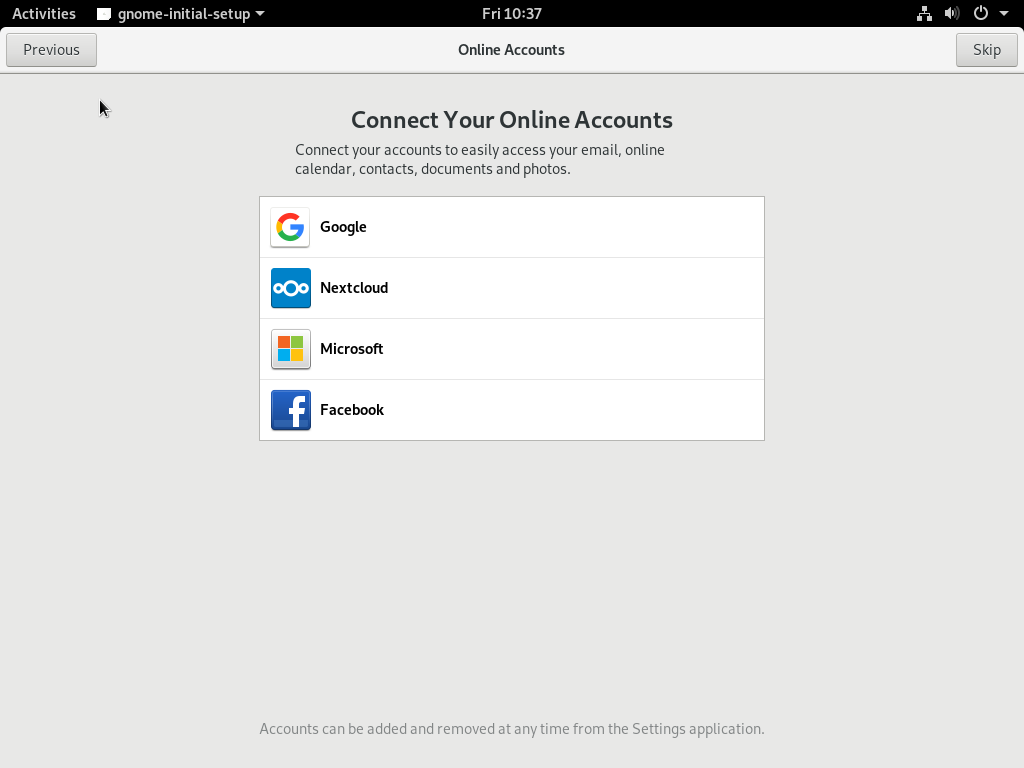 Activities gnome-initial-setup Fri 10:37
Previous Online Accounts Skip
Connect Your Online Accounts
Connect your accounts to easily access your email, online
calendar, contacts, documents and photos.
Google
Nextcloud
Microsoft
Facebook
Accounts can be added and removed at any time from the Settings application.